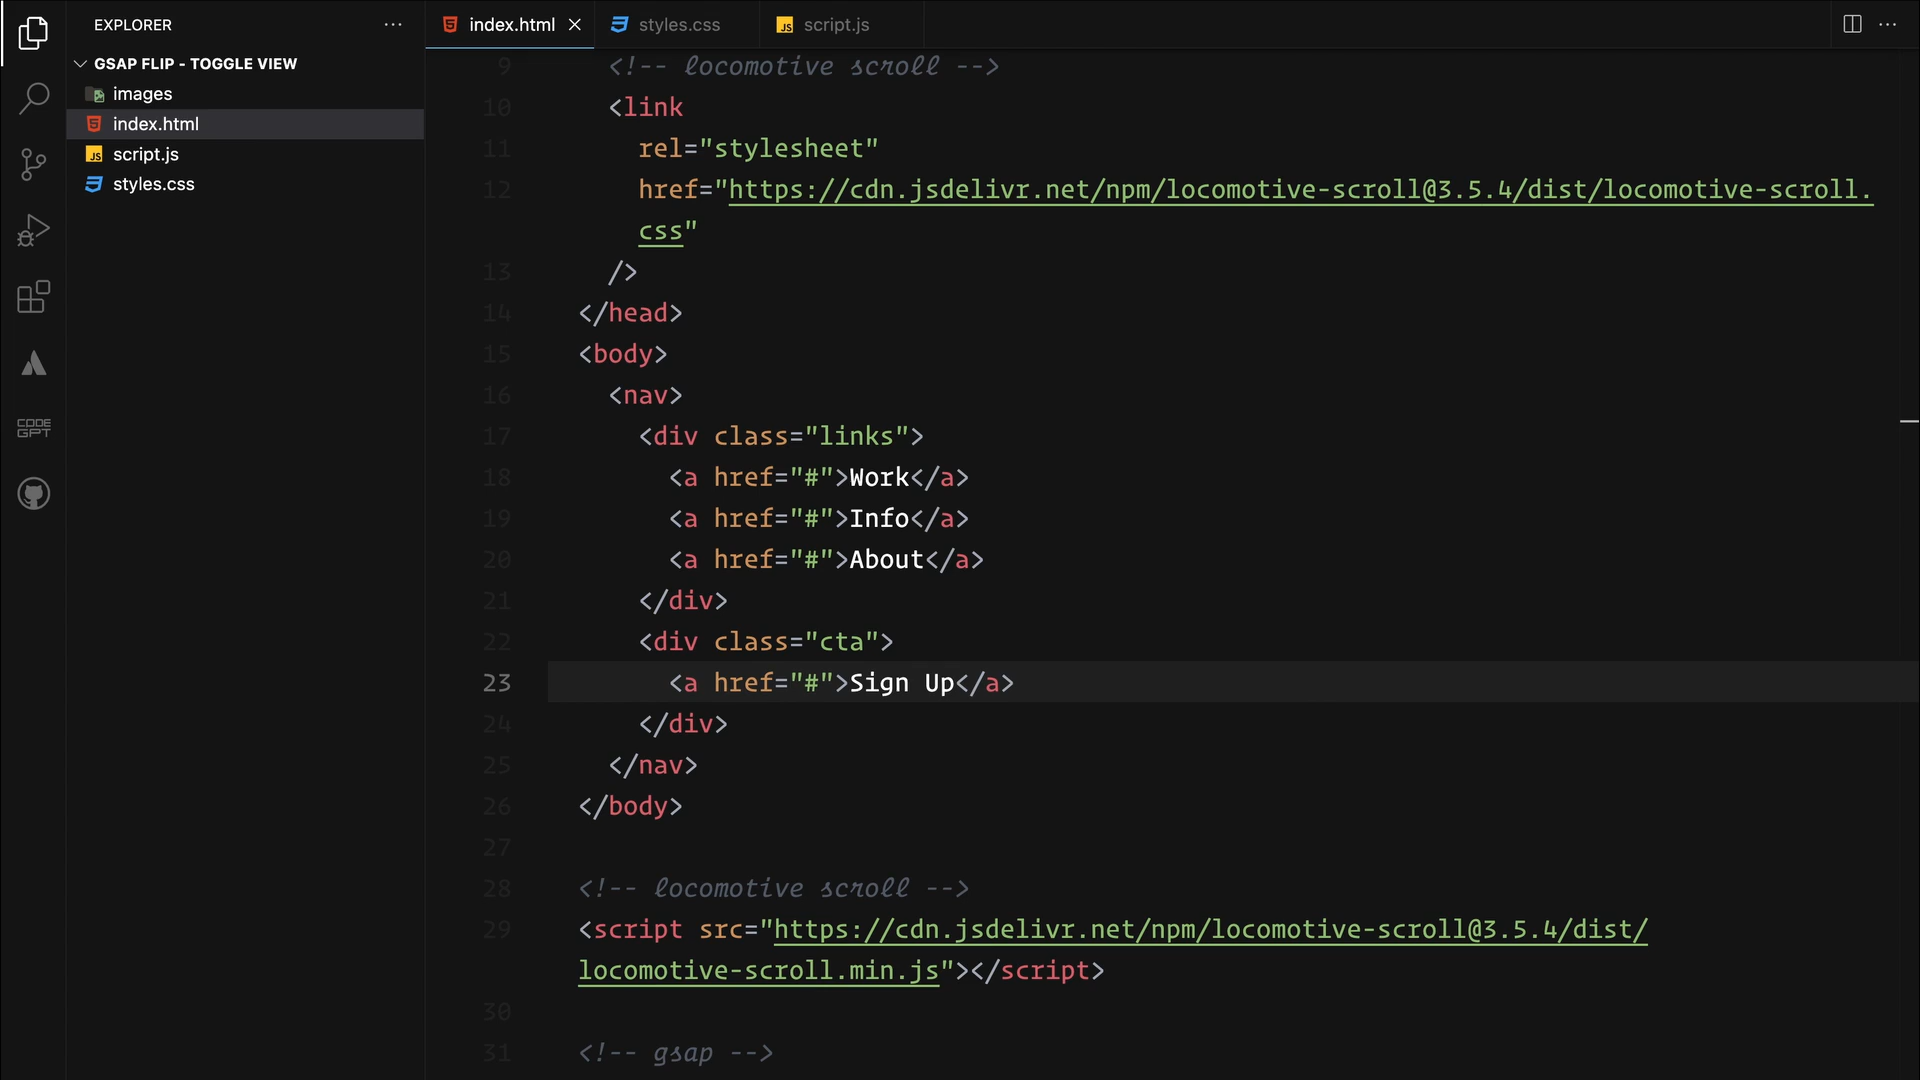 EXPLORER
GSAP FLIP - TOGGLE VIEW
images
index.html
script.js
styles.css
CODE
GPT
index.html
styles.css
JS script.js
9 <!-- locomotive scroll -->
10 <link
11 rel="stylesheet"
12 href="https://cdn.jsdelivr.net/npm/locomotive-scroll@3.5.4/dist/locomotive-scroll.
css"
13 />
14 </head>
15 <body>
16 <nav>
17 <div class="links">
18 <a href="#">Work</a>
19 <a href="#">Info</a>
20 <a href="#">About</a>
21 </div>
22 <div class="cta">
23 <a href="#">Sign Up</a>
24 </div>
25 </nav>
26 </body>
27
28 <!-- locomotive scroll -->
29 <script src="https://cdn.jsdelivr.net/npm/locomotive-scroll@3.5.4/dist/
locomotive-scroll.min.js"></script>
30
31 <!-- gsap -->